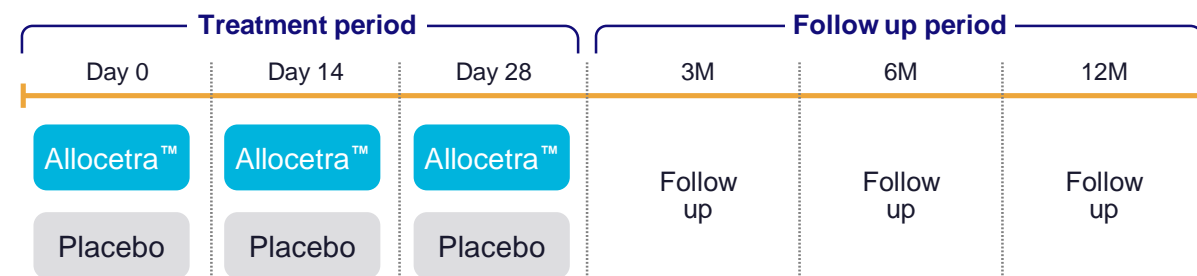 Treatment period Follow up period
Day 0 Day 14 Day 28 3M 6M 12M
Allocetra™ Allocetra™ Allocetra™
Follow up Follow up Follow up
Placebo Placebo Placebo